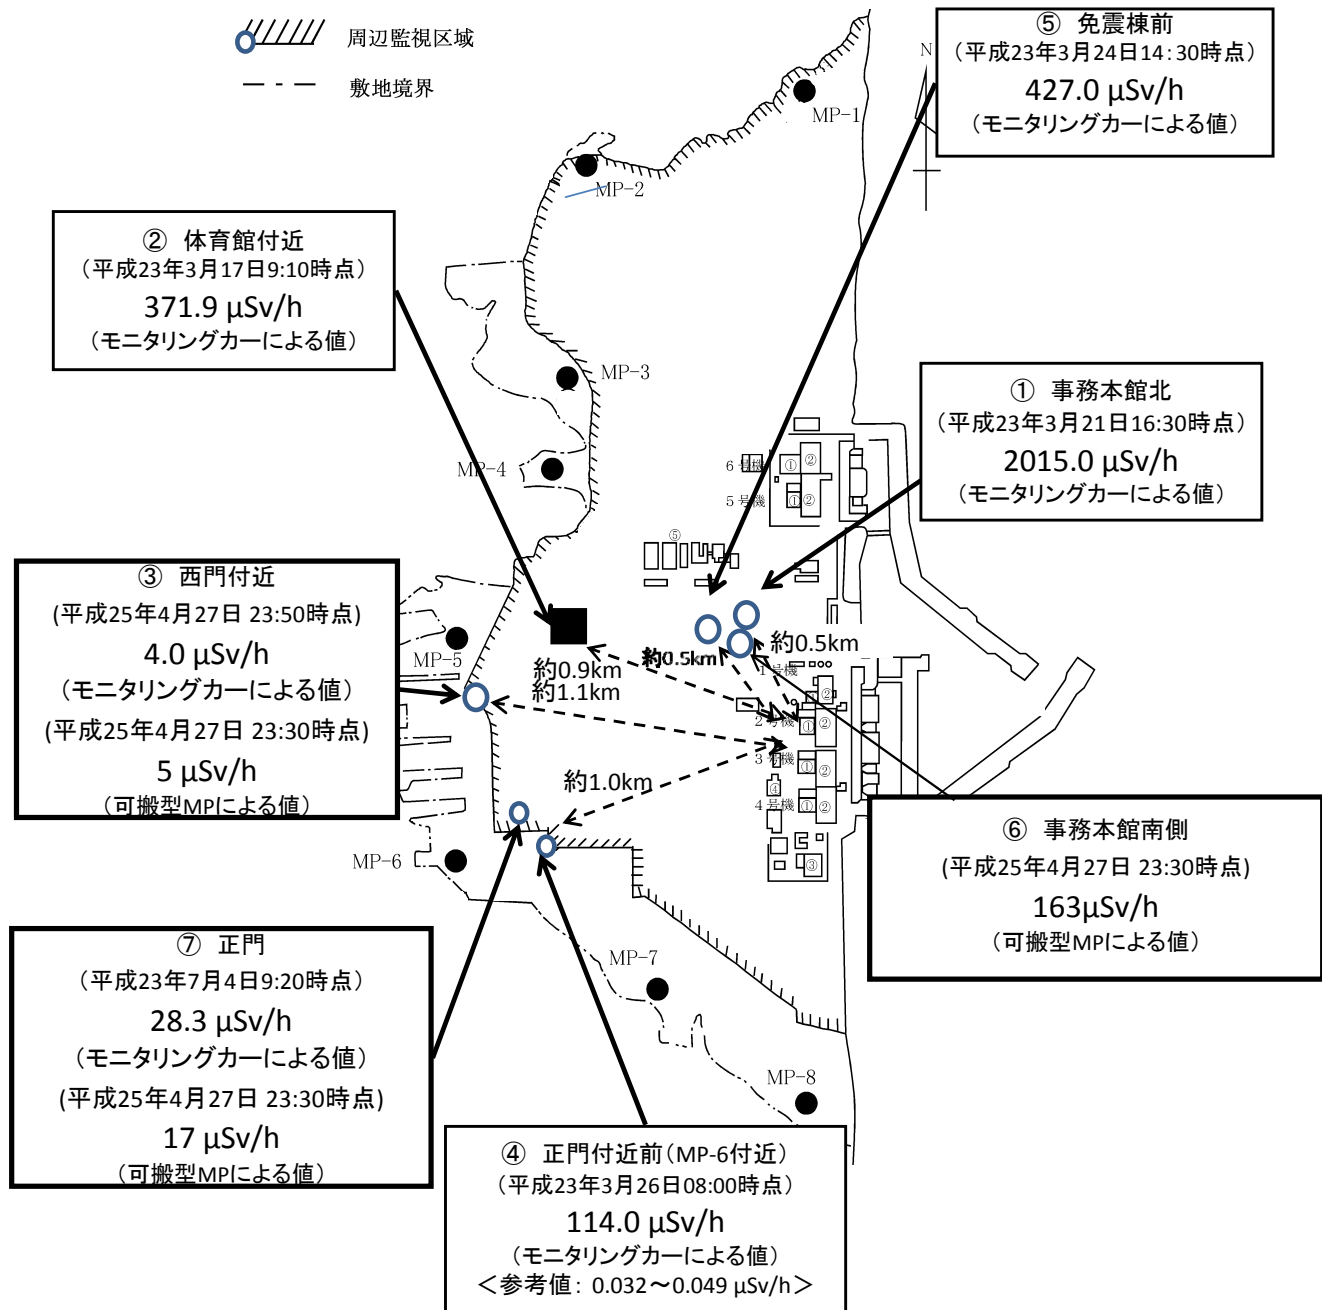 周辺監視区域
敷地境界
N
⑤ 免震棟前
(平成23年3月24日14:30時点)
427.0 μSv/h
(モニタリングカーによる値)
MP-1
MP-2
② 体育館付近
(平成23年3月17日9:10時点)
371.9 μSv/h
(モニタリングカーによる値)
MP-3
MP-4
① 事務本館北
(平成23年3月21日16:30時点)
2015.0 μSv/h
(モニタリングカーによる値)
6号機
① ②
5号機
① ②
⑤
③ 西門付近
(平成25年4月27日 23:50時点)
4.0 μSv/h
(モニタリングカーによる値)
(平成25年4月27日 23:30時点)
5 μSv/h
(可搬型MPによる値)
MP-5
約0.9km
約1.1km
約0.5km
約0.5km
1号機
②
2号機
① ②
3号機
① ②
④
4号機
① ②
③
約1.0km
MP-6
⑥ 事務本館南側
(平成25年4月27日 23:30時点)
163μSv/h
(可搬型MPによる値)
⑦ 正門
(平成23年7月4日9:20時点)
28.3 μSv/h
(モニタリングカーによる値)
(平成25年4月27日 23:30時点)
17 μSv/h
(可搬型MPによる値)
MP-7
MP-8
④ 正門付近前(MP-6付近)
(平成23年3月26日08:00時点)
114.0 μSv/h
(モニタリングカーによる値)
<参考値: 0.032~0.049 μSv/h>